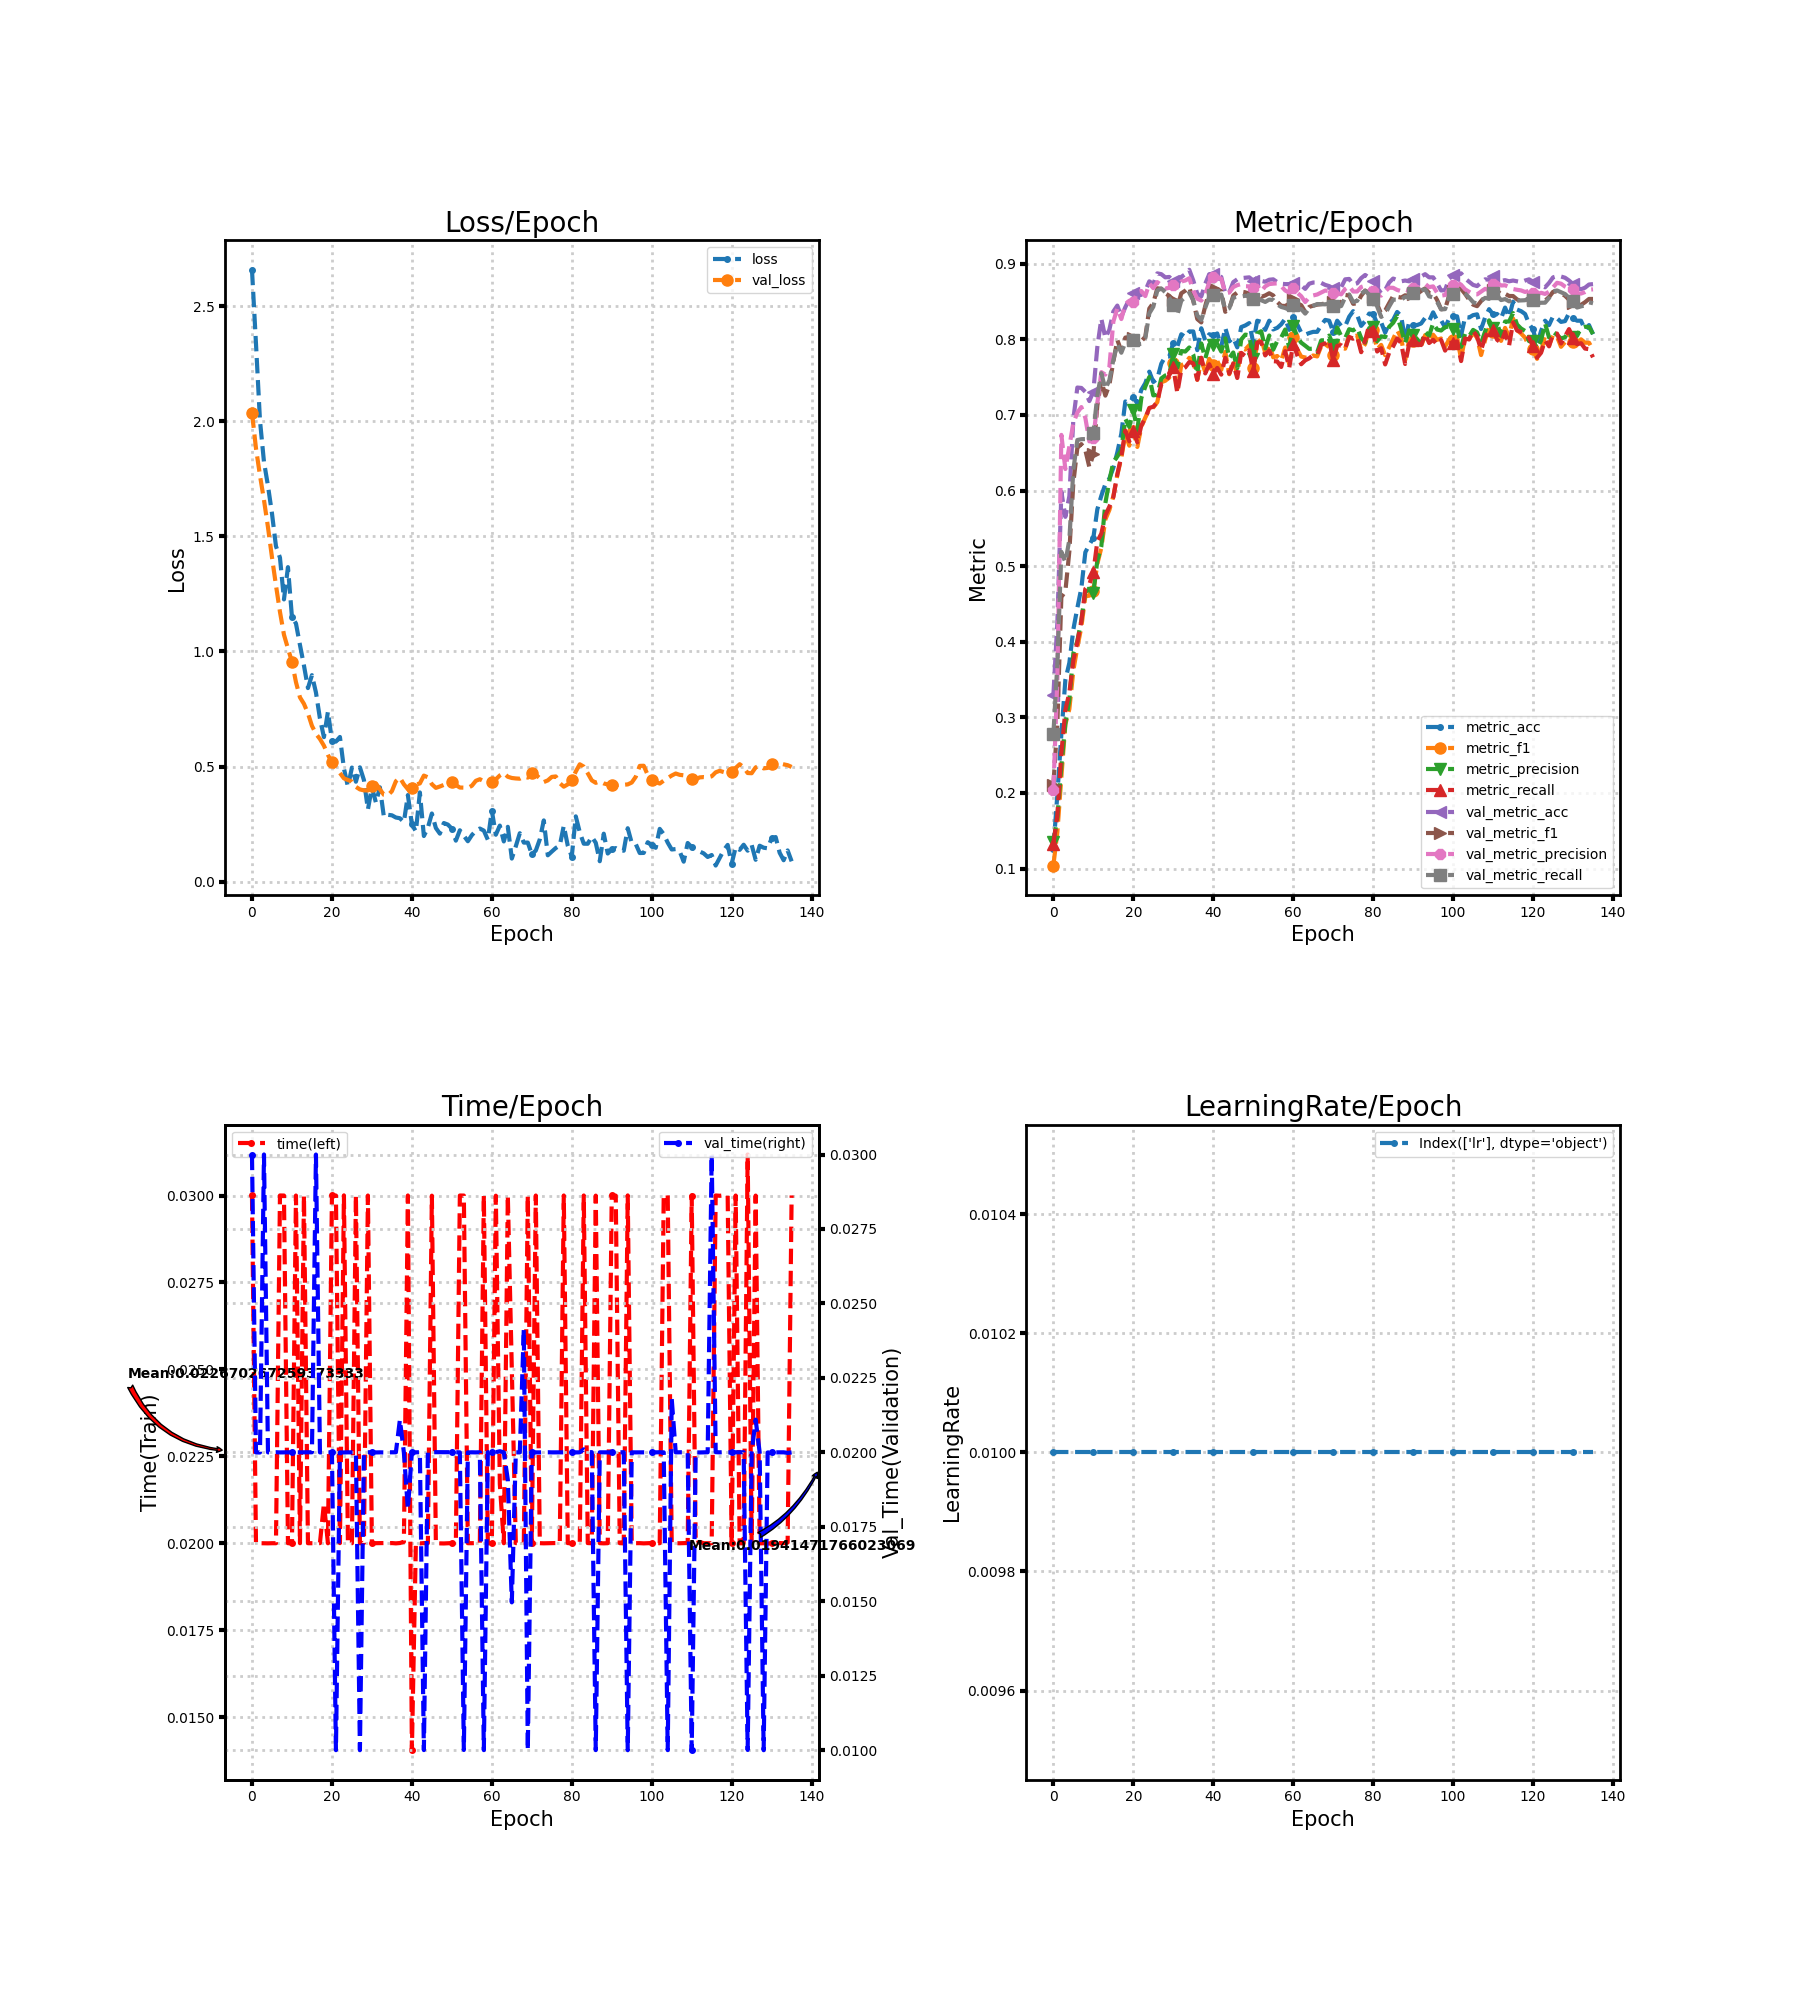 Loss/Epoch
loss
val_loss
2.5
2.0
1.5
1.0
0.5
0.0
Loss
0 20 40 60 80 100 120 140
Epoch
Metric/Epoch
0.9
0.8
0.7
0.6
0.5
0.4
0.3
0.2
0.1
Metric
metric_acc
metric_f1
metric_precision
metric_recall
val_metric_acc
val_metric_f1
val_metric_precision
val_metric_recall
0 20 40 60 80 100 120 140
Epoch
Time/Epoch
time(left)
val_time(right)
0.0300
0.0275
0.0250
0.0225
0.0200
0.0175
0.0150
Time(Train)
0.0300
0.0275
0.0250
0.0225
0.0200
0.0175
0.0150
0.0125
0.0100
Val_Time(Validation)
Mean:0.01941471766023069
0 20 40 60 80 100 120 140
Epoch
LearningRate/Epoch
Index(['lr'], dtype='object')
0.0104
0.0102
0.0100
0.0098
0.0096
LearningRate
0 20 40 60 80 100 120 140
Epoch